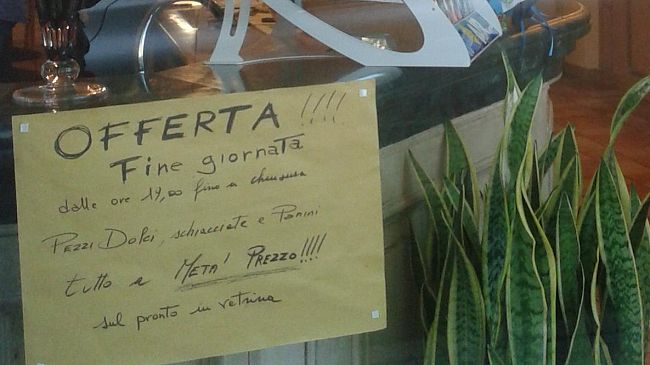 OFFERTA !!!!
Fine giornata
dalle ore 19,00 fino a chiusura
PEZZI DOLCI, schiacciate e Panini
tutto a METÀ PREZZO!!!!
sul pronto in vetrina